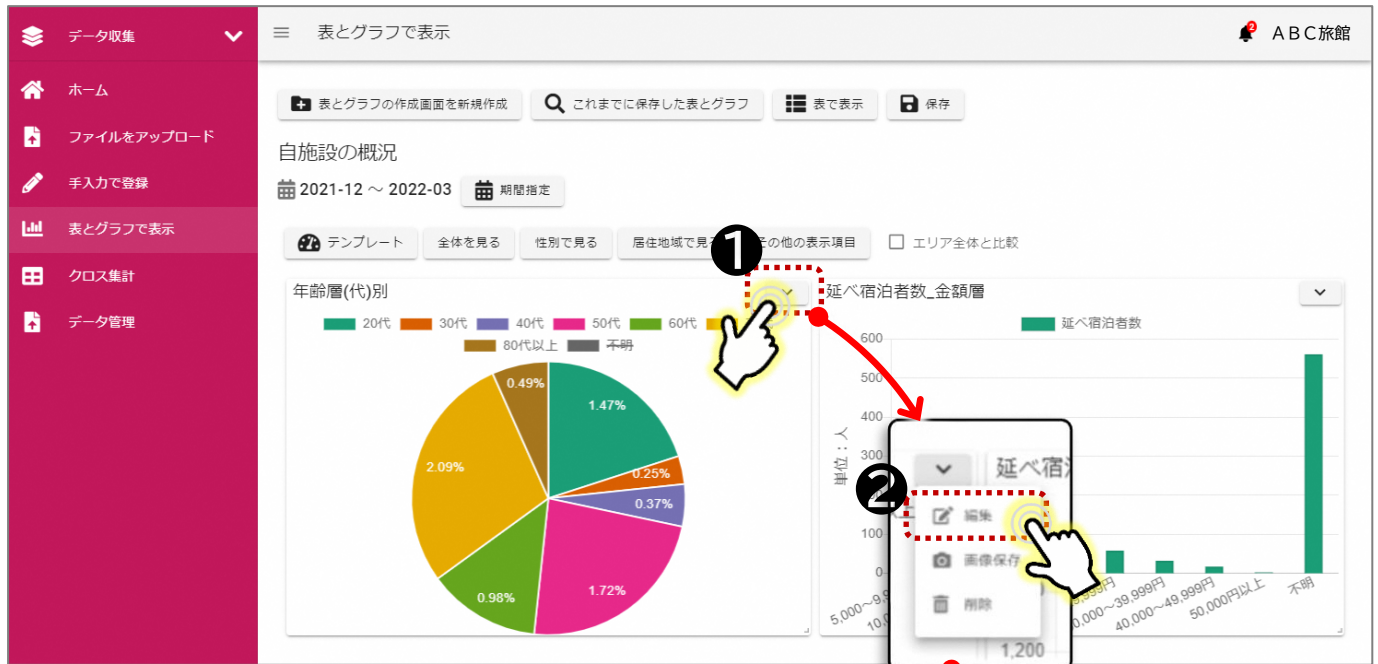 データ収集
ホーム
ファイルをアップロード
手入力で登録
表とグラフで表示
クロス集計
データ管理
表とグラフで表示
2
ABC旅館
表とグラフの作成画面を新規作成
これまでに保存した表とグラフ
表で表示
保存
自施設の概況
2021-12 ～ 2022-03
期間指定
テンプレート
全体を見る
性別で見る
居住地域で見
その他の表示項目
エリア全体と比較
1
年齢層(代)別
20代 30代 40代 50代 60代
80代以上 不明
0.49%
1.47%
2.09%
0.25%
0.37%
0.98%
1.72%
延べ宿泊者数_金額層
延べ宿泊者数
単位：人
600
500
400
300
100
0
40,000～49,999円
50,000円以上
不明
2
延べ宿
編集
画像保存
削除
1,200